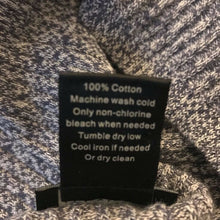 100% Cotton
Machine wash cold
Only non-chlorine
bleach when needed
Tumble dry low
Cool iron if needed
Or dry clean